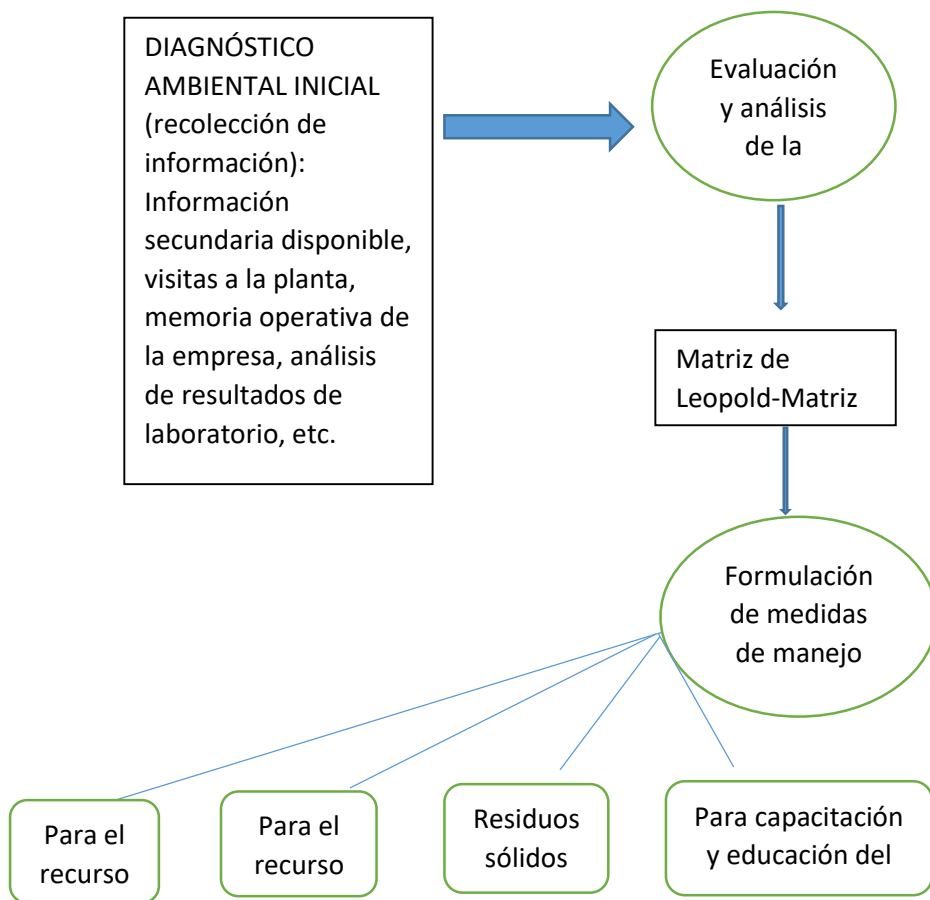 DIAGNÓSTICO
AMBIENTAL INICIAL
(recolección de
información):
Información
secundaria disponible,
visitas a la planta,
memoria operativa de
la empresa, análisis
de resultados de
laboratorio, etc.
Evaluación
y análisis
de la
Matriz de
Leopold-Matriz
Formulación
de medidas
de manejo
Para el
recurso
Para el
recurso
Residuos
sólidos
Para capacitación
y educación del